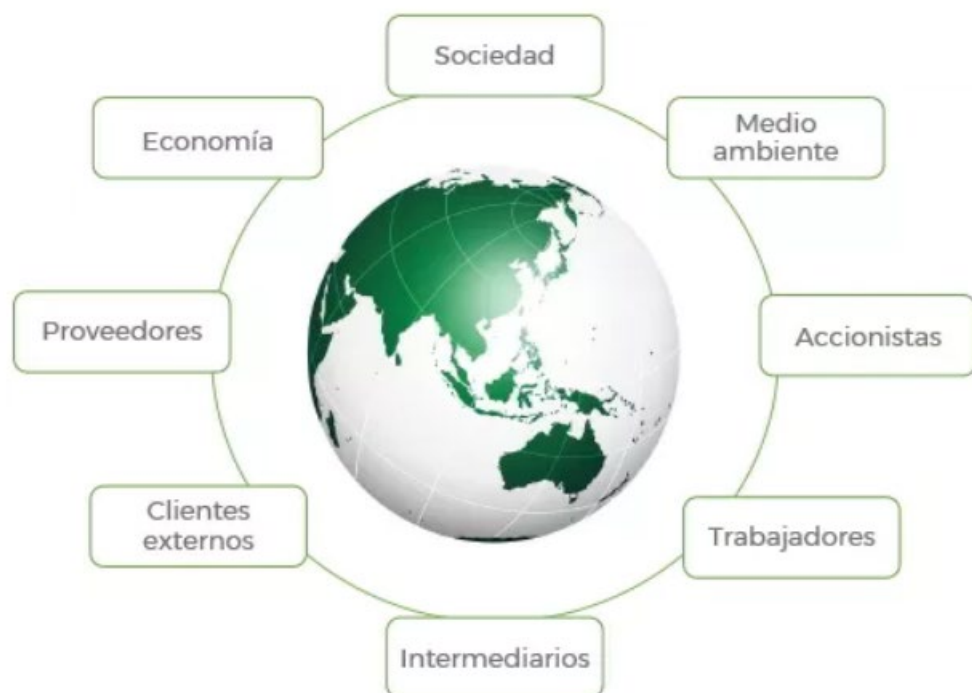 Sociedad
Economía
Medio
ambiente
Proveedores
Accionistas
Clientes
externos
Trabajadores
Intermediarios